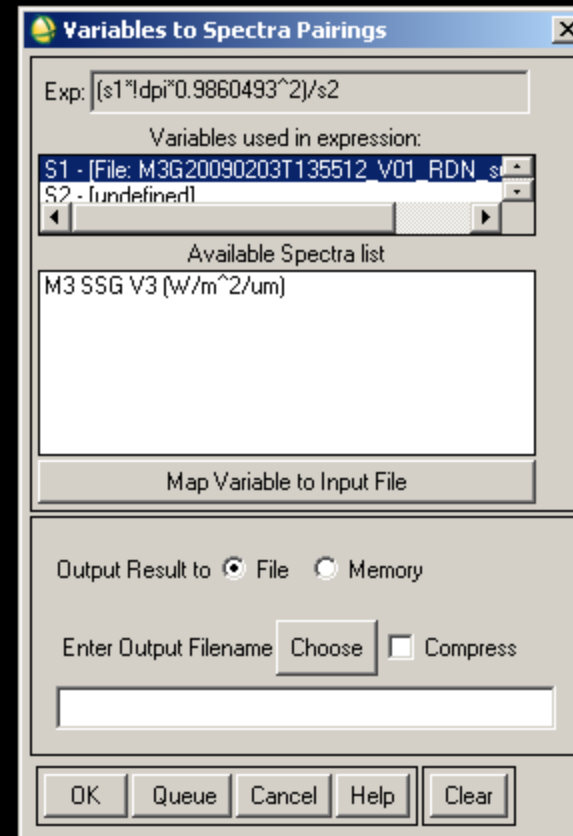 Variables to Spectra Pairings
Exp: (s1*!dpi*0.9860493^2)/s2
Variables used in expression:
S1 - [File: M3G20090203T135512_V01_RDN_
S2 - [undefined]
Available Spectra list
M3 SSG V3 (W/m^2/um)
Map Variable to Input File
Output Result to File Memory
Enter Output Filename Choose Compress
OK Queue Cancel Help Clear